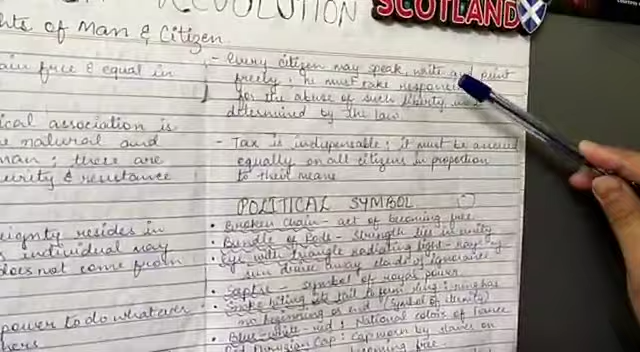 REVOLUTION
SCOTLAND
hts of Man & Citizen
ain free & equal in
ical association is
e natural and
man ; these are
urity & resistance
eignty resides in
s individual may
does not come from
power to do whatever
hers
- Every citizen may speak, write and print
freely ; he must take
for the abuse of such liberty
determined by the law.
- Tax is indispensable ; it must be assessed
equally on all citizens in proportion
to their means
POLITICAL SYMBOL
• Broken Chain - act of becoming free
• Bundle of Rods - strength lies in unity
• Eye with triangle radiating light - rays of
sun drive away clouds of ignorance
• Sceptre - symbol of royal power
• Snake biting its tail to form ring ; ring has
no beginning or end (symbol of eternity)
• Blue-white-red : National colors of France
Red Phrygian Cap : Cap worn by slaves on
becoming free